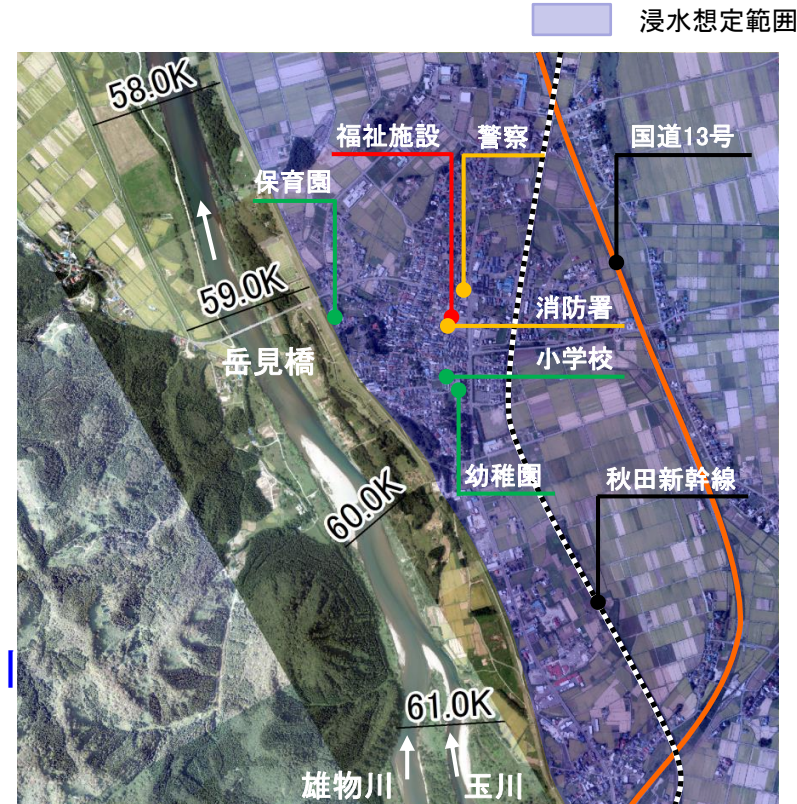 浸水想定範囲
58.0K
福祉施設
警察
国道13号
保育園
59.0K
消防署
岳見橋
小学校
幼稚園
秋田新幹線
60.0K
61.0K
雄物川
玉川